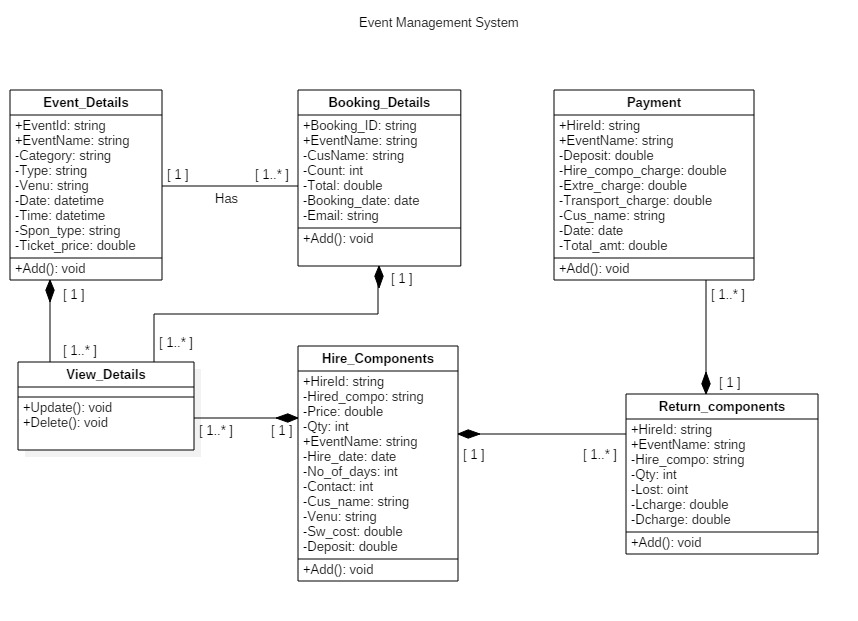 Event Management System
Event_Details
+EventId: string
+EventName: string
-Category: string
-Type: string
-Venu: string
-Date: datetime
-Time: datetime
-Spon_type: string
-Ticket_price: double
+Add(): void
[ 1 ]
[ 1..* ]
Has
Booking_Details
+Booking_ID: string
+EventName: string
-CusName: string
-Count: int
-Total: double
-Booking_date: date
-Email: string
+Add(): void
Payment
+HireId: string
+EventName: string
-Deposit: double
-Hire_compo_charge: double
-Extre_charge: double
-Transport_charge: double
-Cus_name: string
-Date: date
-Total_amt: double
+Add(): void
[ 1 ]
[ 1..* ]
[ 1 ]
[ 1..* ]
[ 1..* ]
[ 1 ]
View_Details
+Update(): void
+Delete(): void
[ 1..* ]
[ 1 ]
Hire_Components
+HireId: string
-Hired_compo: string
-Price: double
-Qty: int
+EventName: string
-Hire_date: date
-No_of_days: int
-Contact: int
-Cus_name: string
-Venu: string
-Sw_cost: double
-Deposit: double
+Add(): void
[ 1 ]
[ 1..* ]
Return_components
+HireId: string
+EventName: string
-Hire_compo: string
-Qty: int
-Lost: oint
-Lcharge: double
-Dcharge: double
+Add(): void